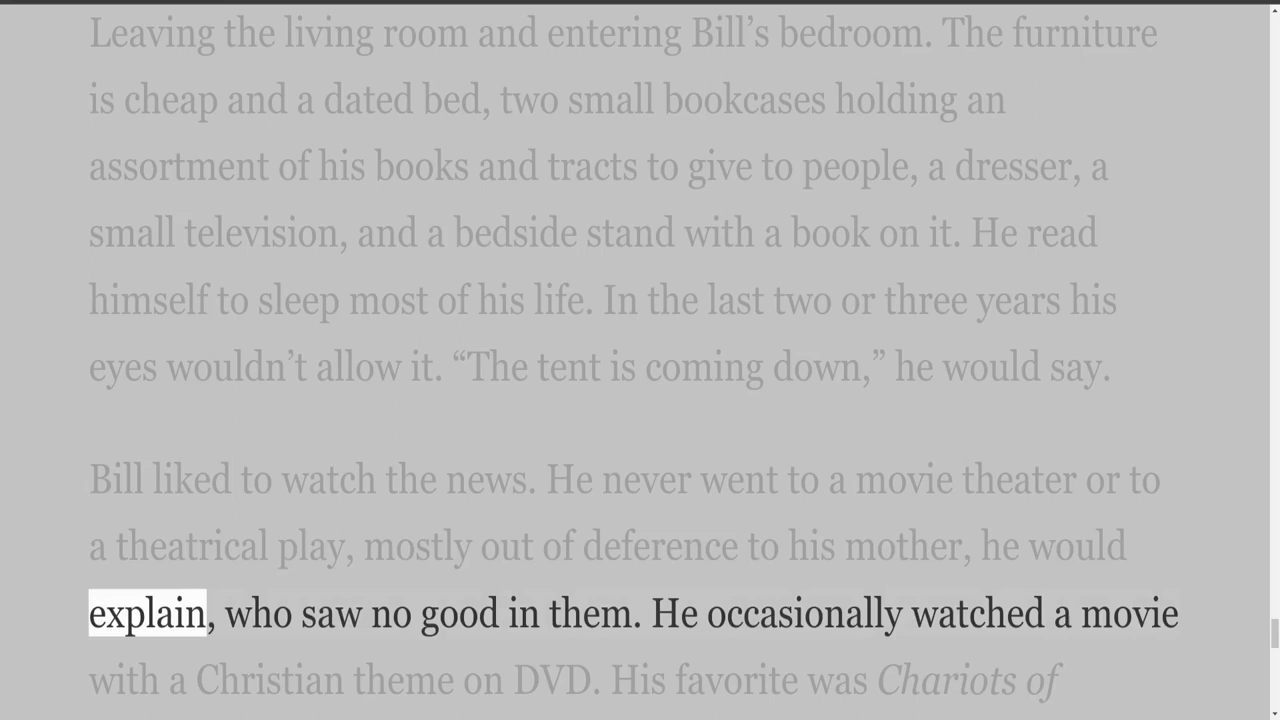 Leaving the living room and entering Bill’s bedroom. The furniture
is cheap and a dated bed, two small bookcases holding an
assortment of his books and tracts to give to people, a dresser, a
small television, and a bedside stand with a book on it. He read
himself to sleep most of his life. In the last two or three years his
eyes wouldn’t allow it. “The tent is coming down,” he would say.
Bill liked to watch the news. He never went to a movie theater or to
a theatrical play, mostly out of deference to his mother, he would
explain, who saw no good in them. He occasionally watched a movie
with a Christian theme on DVD. His favorite was Chariots of